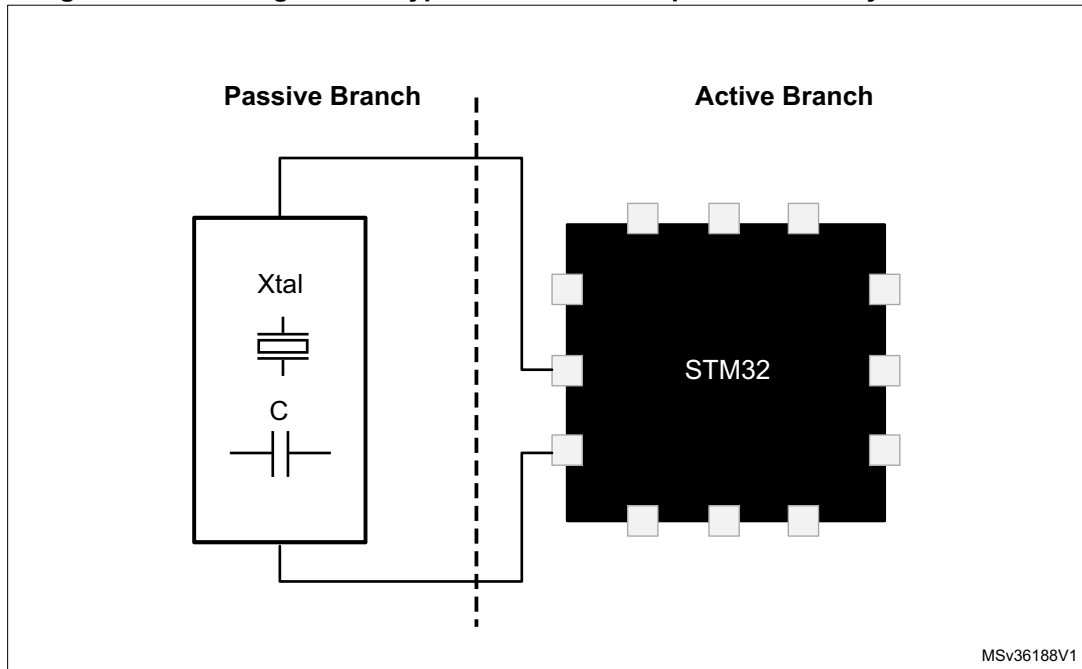 Passive Branch
Active Branch
Xtal
C
STM32
MSv36188V1